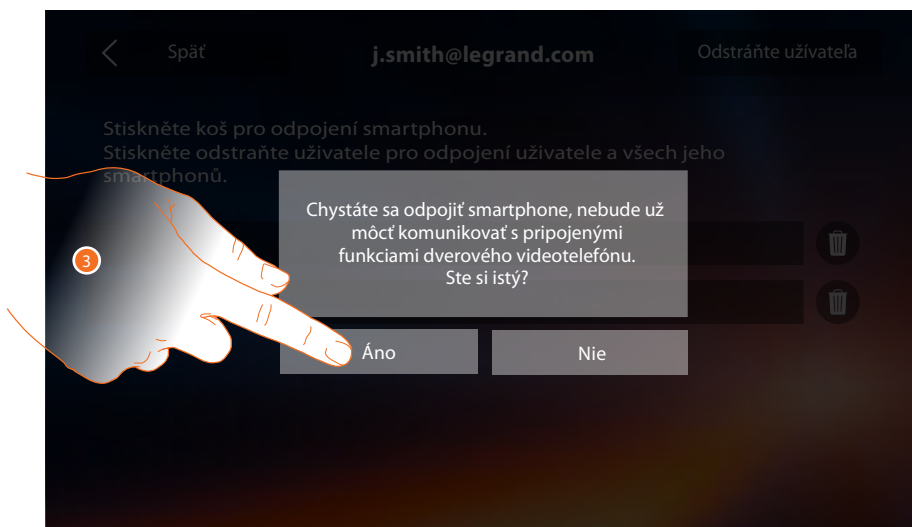 Späť
j.smith@legrand.com
Odstráňte užívateľa
Stiskněte koš pro odpojení smartphonu.
Stiskněte odstraňte uživatele pro odpojení uživatele a všech jeho
smartphonů.
Chystáte sa odpojiť smartphone, nebude už
môcť komunikovať s pripojenými
funkciami dverového videotelefónu.
Ste si istý?
3
Áno
Nie